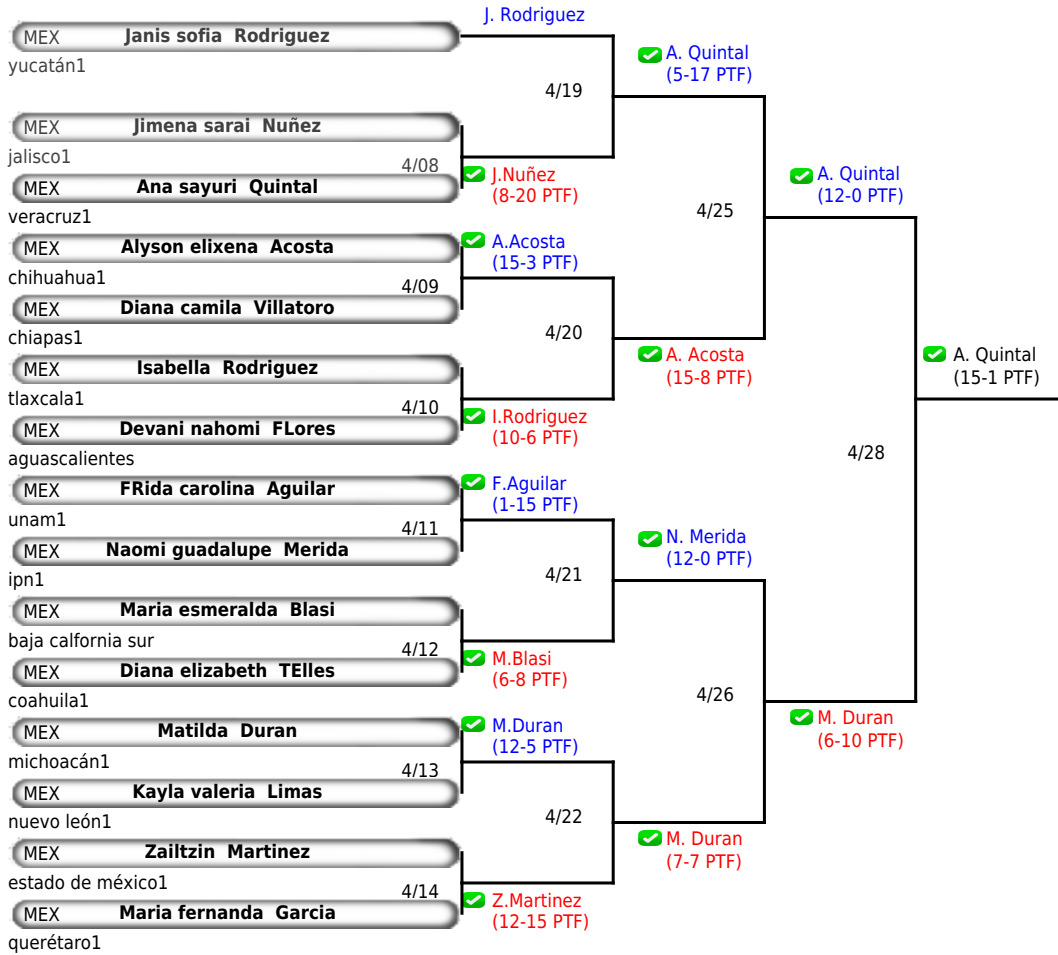 J. Rodriguez
MEX Janis sofia Rodriguez
yucatán1
A. Quintal
(5-17 PTF)
4/19
MEX Jimena sarai Nuñez
jalisco1
4/08
J.Nuñez
(8-20 PTF)
MEX Ana sayuri Quintal
veracruz1
A. Quintal
(12-0 PTF)
4/25
MEX Alyson elixena Acosta
chihuahua1
A.Acosta
(15-3 PTF)
4/09
MEX Diana camila Villatoro
chiapas1
4/20
A. Acosta
(15-8 PTF)
A. Quintal
(15-1 PTF)
MEX Isabella Rodriguez
tlaxcala1
4/10
I.Rodriguez
(10-6 PTF)
MEX Devani nahomi FLores
aguascalientes
4/28
MEX FRida carolina Aguilar
unam1
F.Aguilar
(1-15 PTF)
4/11
MEX Naomi guadalupe Merida
ipn1
N. Merida
(12-0 PTF)
4/21
MEX Maria esmeralda Blasi
baja calfornia sur
4/12
M.Blasi
(6-8 PTF)
MEX Diana elizabeth TElles
coahuila1
4/26
M. Duran
(6-10 PTF)
MEX Matilda Duran
michoacán1
M.Duran
(12-5 PTF)
4/13
MEX Kayla valeria Limas
nuevo león1
4/22
M. Duran
(7-7 PTF)
MEX Zailtzin Martinez
estado de méxico1
4/14
Z.Martinez
(12-15 PTF)
MEX Maria fernanda Garcia
querétaro1